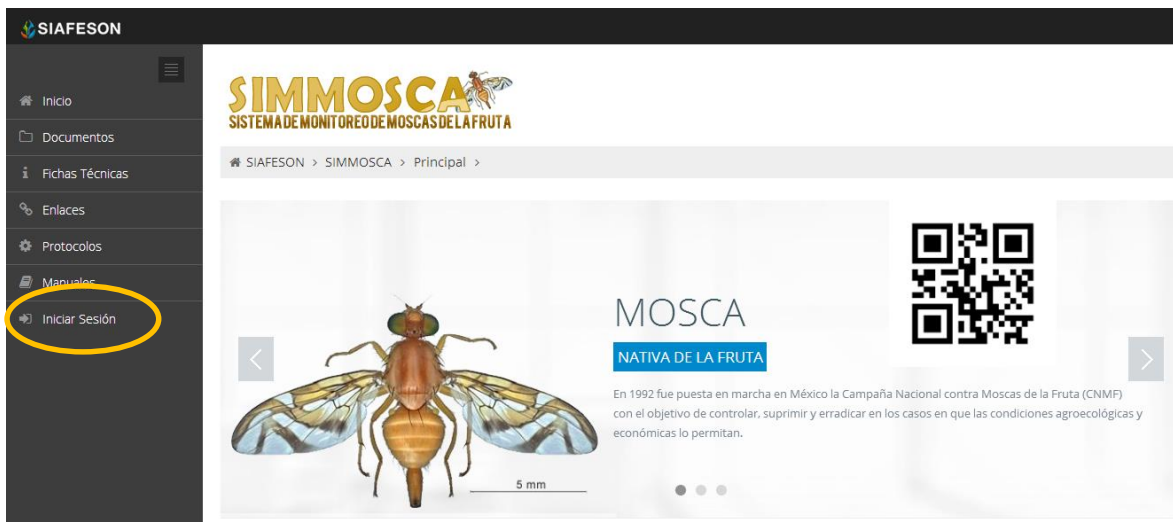 SIAFESON
Inicio
Documentos
Fichas Técnicas
Enlaces
Protocolos
Manuales
Iniciar Sesión
SIMMOSCA
SISTEMA DE MONITOREO DE MOSCAS DE LA FRUTA
SIAFESON > SIMMOSCA > Principal >
MOSCA
NATIVA DE LA FRUTA
En 1992 fue puesta en marcha en México la Campaña Nacional contra Moscas de la Fruta (CNMF)
con el objetivo de controlar, suprimir y erradicar en los casos en que las condiciones agroecológicas y
económicas lo permitan.
5 mm